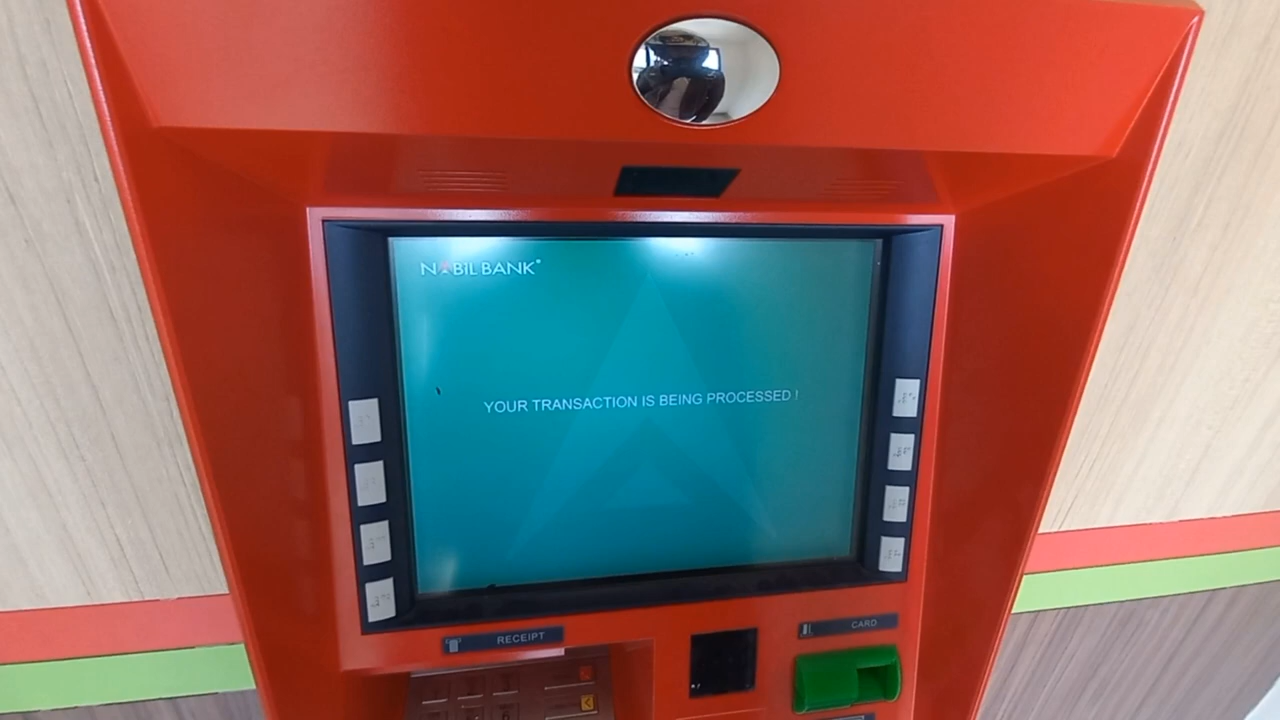 NABIL BANK
YOUR TRANSACTION IS BEING PROCESSED !
RECEIPT
CARD